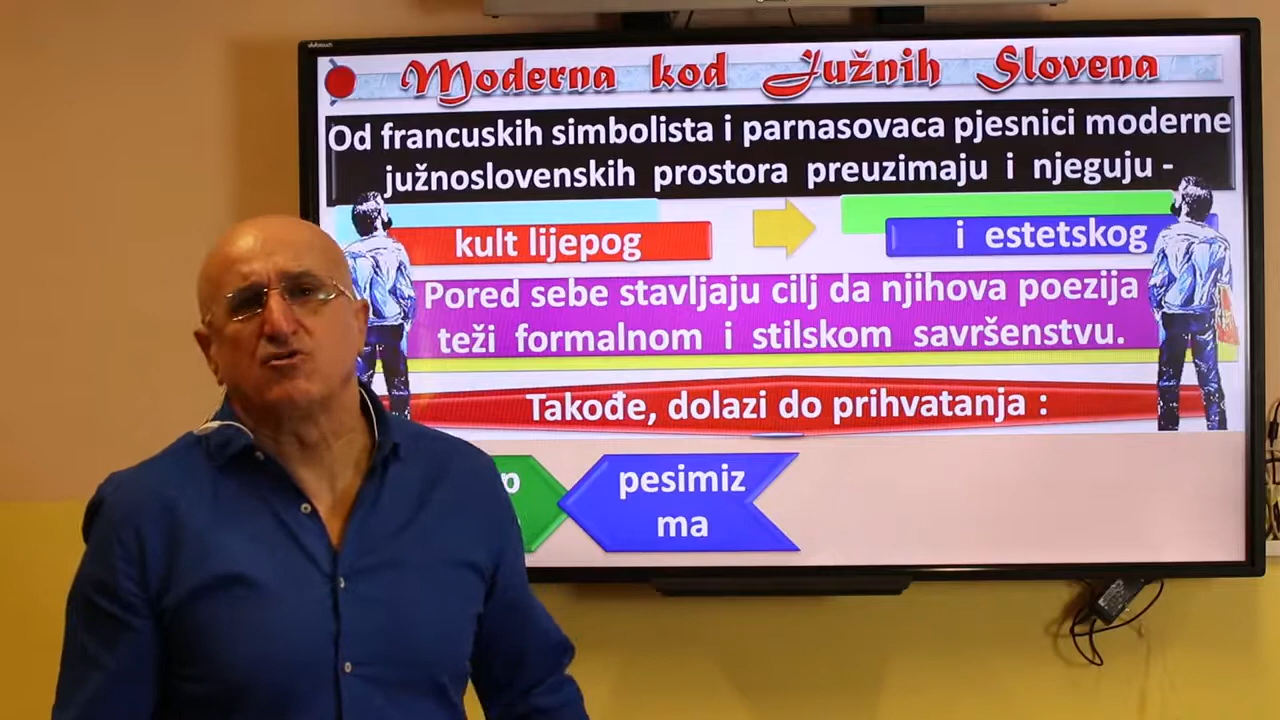 Moderna kod Južnih Slovena
Od francuskih simbolista i parnasovaca pjesnici moderne
južnoslovenskih prostora preuzimaju i njeguju -
kult lijepog
i estetskog
Pored sebe stavljaju cilj da njihova poezija
teži formalnom i stilskom savršenstvu.
Takođe, dolazi do prihvatanja :
pesimiz
ma